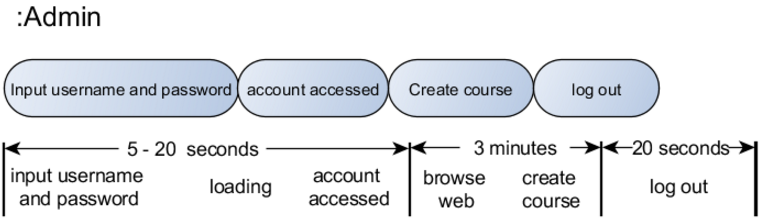 :Admin
Input username and password account accessed Create course log out
5 - 20 seconds 3 minutes 20 seconds
input username loading account browse create log out
and password accessed web course